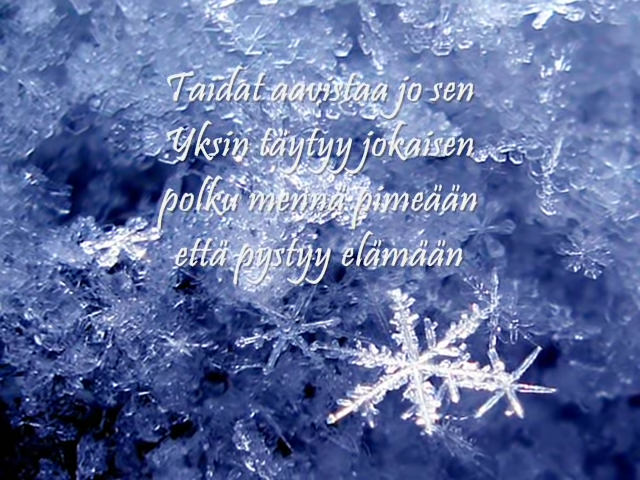 Taidat aavistaa jo sen
Yksin täytyy jokaisen
polku mennä pimeään
että pystyy elämään